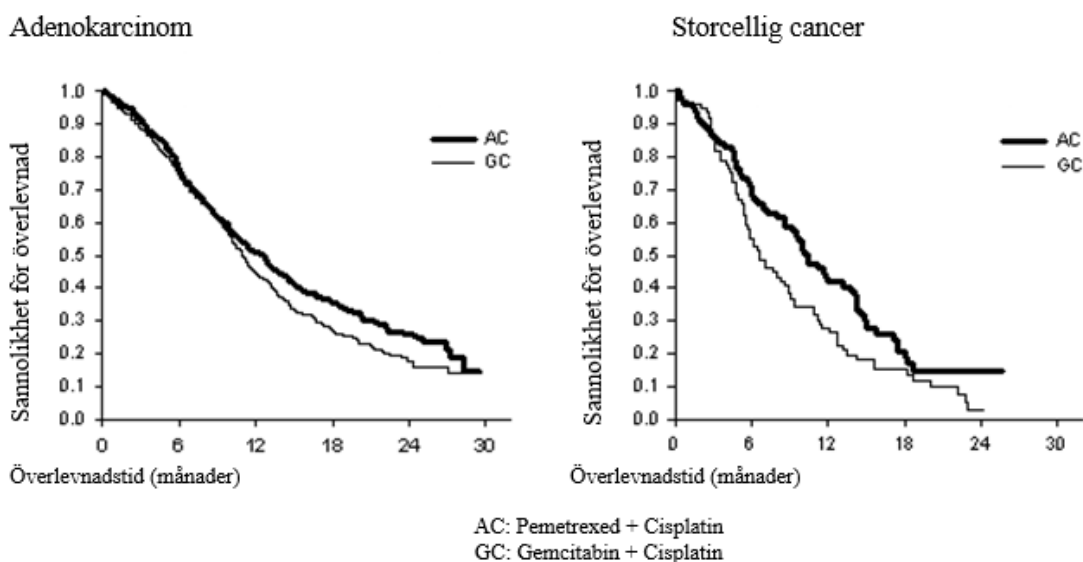 Adenokarcinom
Storcellig cancer
1.0
0.9
0.8
0.7
0.6
0.5
0.4
0.3
0.2
0.1
0.0
Sannolikhet för överlevnad
AC
GC
0 6 12 18 24 30
Överlevnadstid (månader)
1.0
0.9
0.8
0.7
0.6
0.5
0.4
0.3
0.2
0.1
0.0
Sannolikhet för överlevnad
AC
GC
0 6 12 18 24 30
Överlevnadstid (månader)
AC: Pemetrexed + Cisplatin
GC: Gemcitabin + Cisplatin